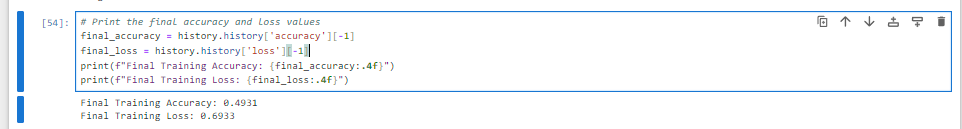 [54]: # Print the final accuracy and Loss values
final_accuracy = history.history['accuracy'][-1]
final_loss = history.history['loss'][-1]
print(f"Final Training Accuracy: {final_accuracy:.4f}")
print(f"Final Training Loss: {final_loss:.4f}")
Final Training Accuracy: 0.4931
Final Training Loss: 0.6933